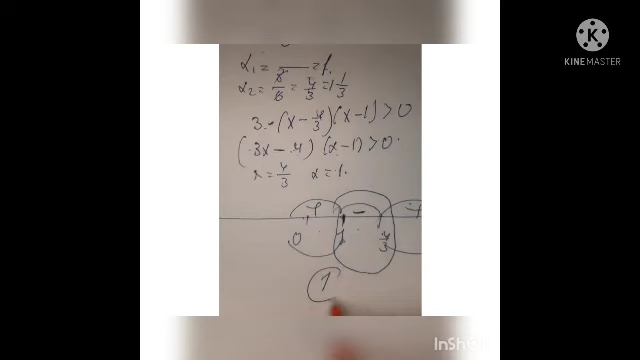 x₁ = ——— = 1.
x₂ = 8/6 = 4/3 = 1 1/3
3·(x - 4/3)(x - 1) > 0
(3x - 4)(x - 1) > 0.
x = 4/3 x = 1.
+ - +
0 1 4/3
1
KINEMASTER
InSh